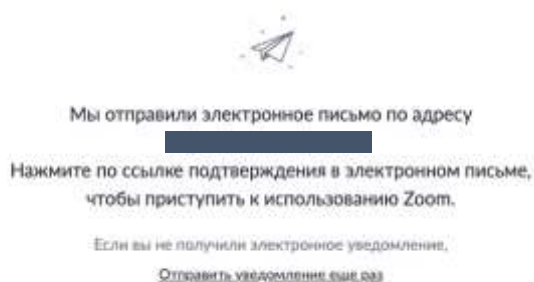 Мы отправили электронное письмо по адресу
Нажмите по ссылке подтверждения в электронном письме,
чтобы приступить к использованию Zoom.
Если вы не получили электронное уведомление,
Отправить уведомление еще раз